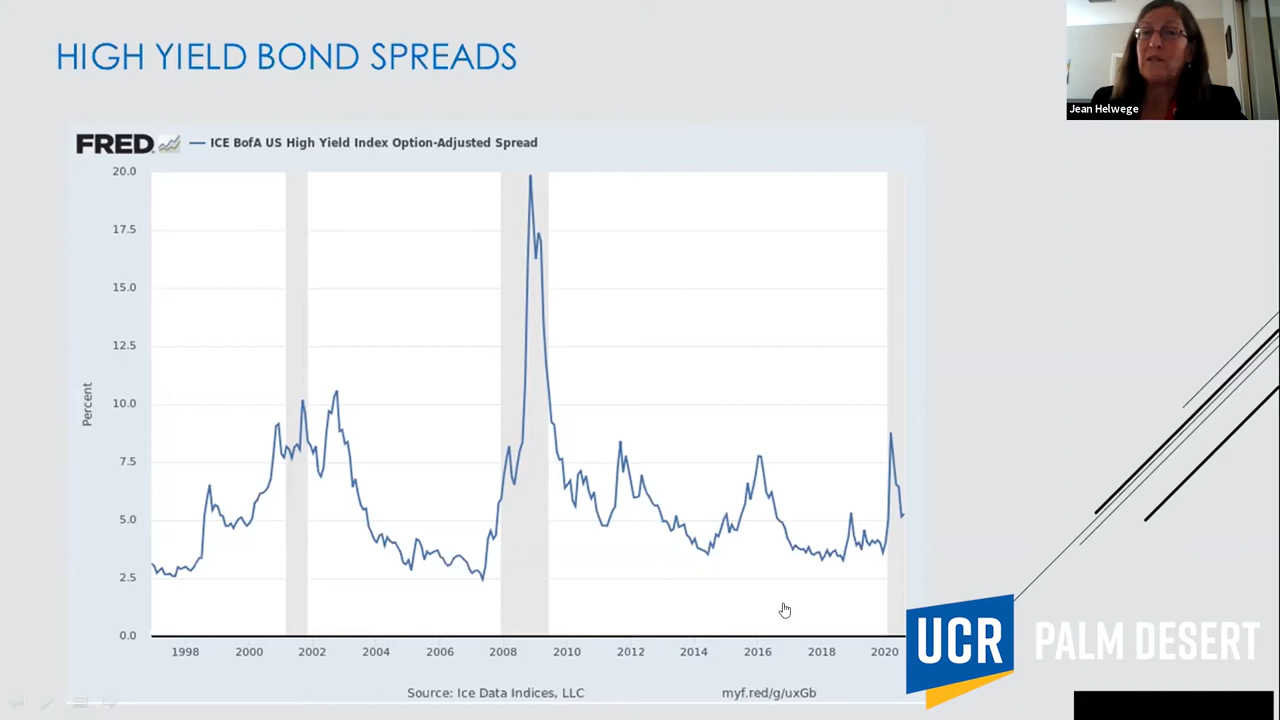 HIGH YIELD BOND SPREADS
Jean Helwege
FRED
ICE BofA US High Yield Index Option-Adjusted Spread
20.0
17.5
15.0
12.5
10.0
7.5
5.0
2.5
0.0
Percent
1998 2000 2002 2004 2006 2008 2010 2012 2014 2016 2018 2020
Source: Ice Data Indices, LLC
myf.red/g/uxGb
UCR PALM DESERT